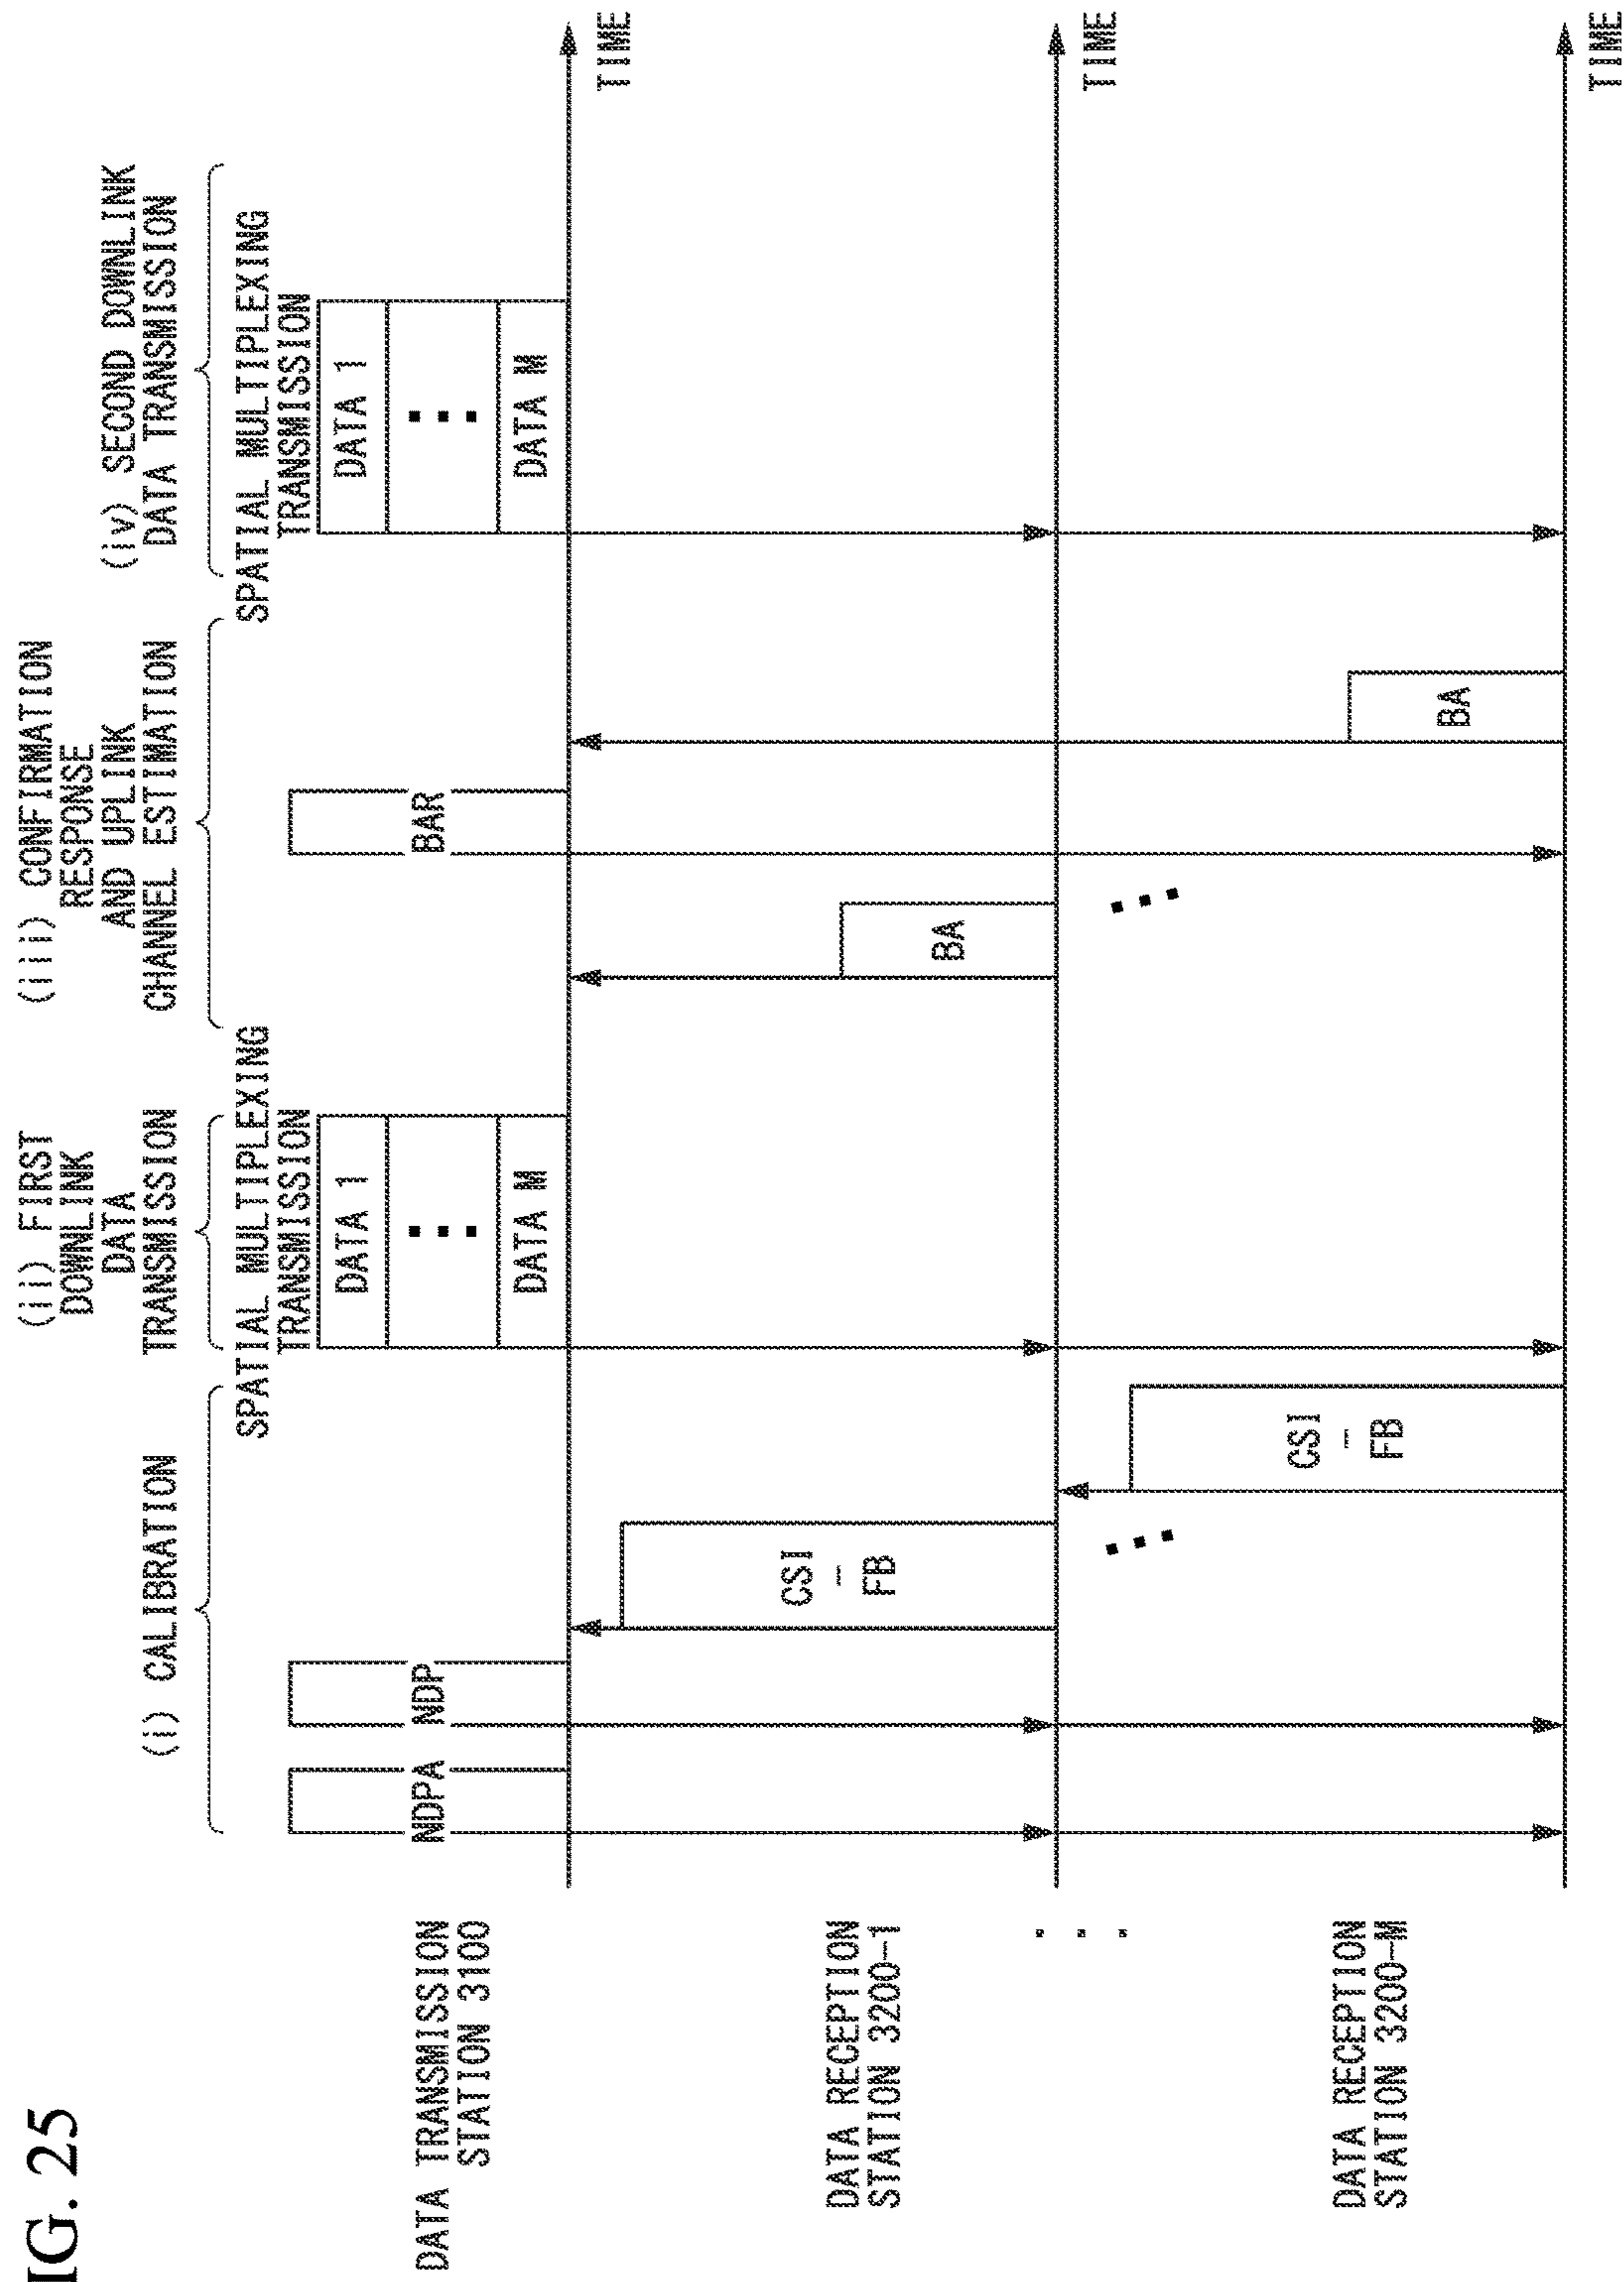 IG. 25
(i) CALIBRATION
(ii) FIRST
DOWNLINK
DATA
TRANSMISSION
(iii) CONFIRMATION
RESPONSE
AND UPLINK
CHANNEL ESTIMATION
(iv) SECOND DOWNLINK
DATA TRANSMISSION
SPATIAL MULTIPLEXING
TRANSMISSION
SPATIAL MULTIPLEXING
TRANSMISSION
DATA TRANSMISSION
STATION 3100
NDPA
NDP
DATA 1
DATA M
BAR
DATA 1
DATA M
TIME
DATA RECEPTION
STATION 3200-1
CSI
-
FB
BA
TIME
DATA RECEPTION
STATION 3200-M
CSI
-
FB
BA
TIME